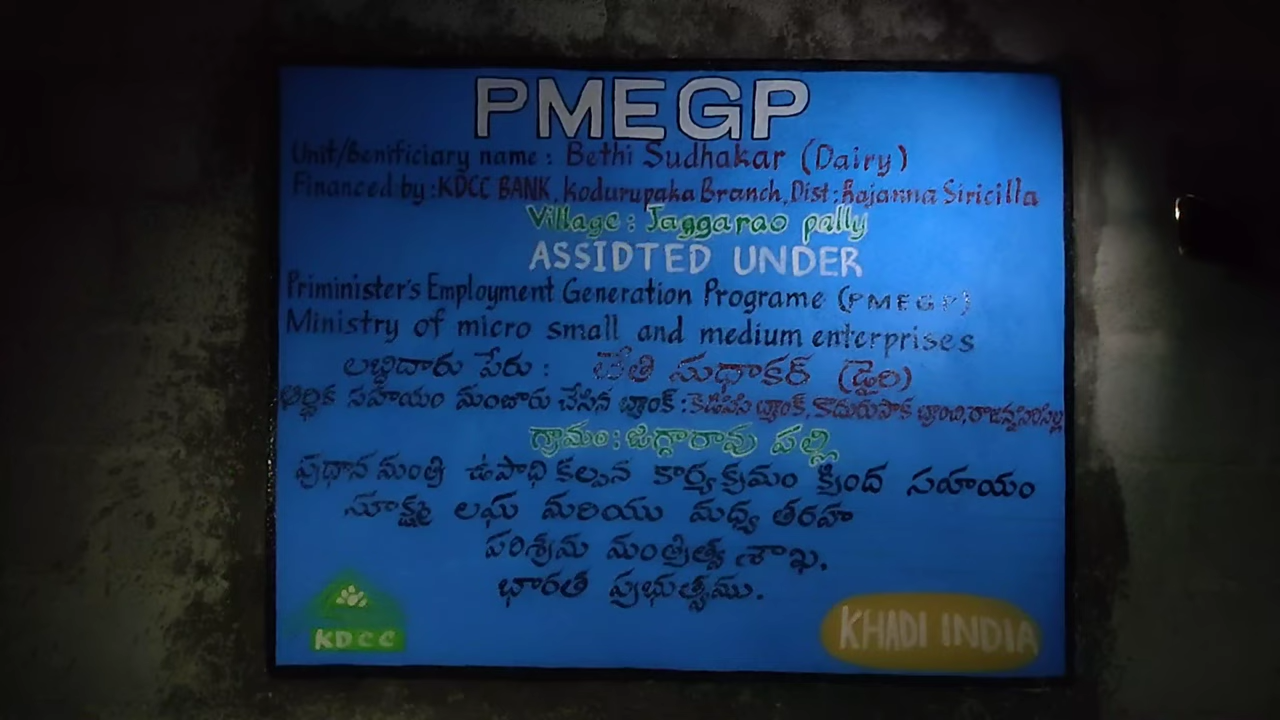 PMEGP
Unit/Benificiary name : Bethi Sudhakar (Dairy)
Financed by : KDCC BANK, Kodurupaka Branch, Dist : Rajanna Siricilla
Village : Jaggarao pally
ASSIDTED UNDER
Priminister's Employment Generation Programe (PMEGP)
Ministry of micro small and medium enterprises
లబ్ధిదారు పేరు : బేతి సుధాకర్ (డైరి)
ఆర్థిక సహాయం మంజూరు చేసిన బ్యాంక్ : కెడిసిసి బ్యాంక్, కొదురుపాక బ్రాంచి, రాజన్న సిరిసిల్ల
గ్రామం : జగ్గారావు పల్లి
ప్రధాన మంత్రి ఉపాధి కల్పన కార్యక్రమం క్రింద సహాయం
సూక్ష్మ లఘు మరియు మధ్య తరహా
పరిశ్రమ మంత్రిత్వ శాఖ.
భారత ప్రభుత్వము.
KDCC
KHADI INDIA